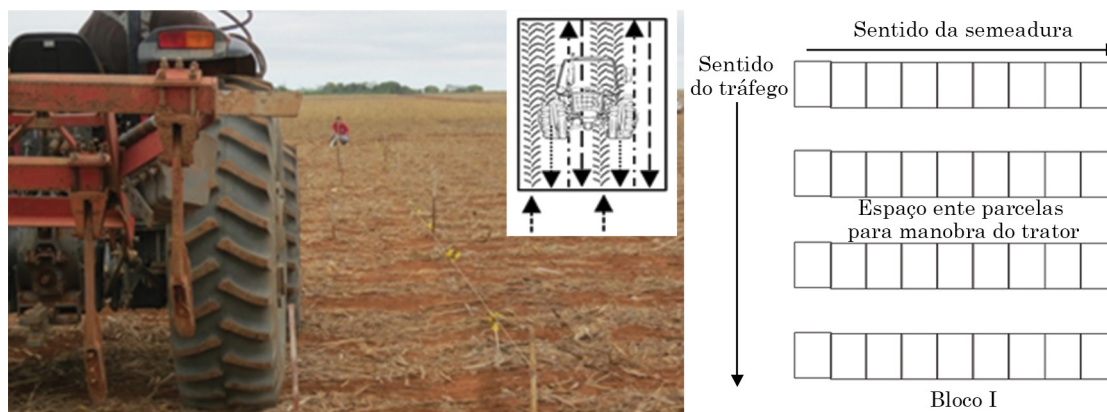 Sentido da semeadura
Sentido
do tráfego
Espaço ente parcelas
para manobra do trator
Bloco I